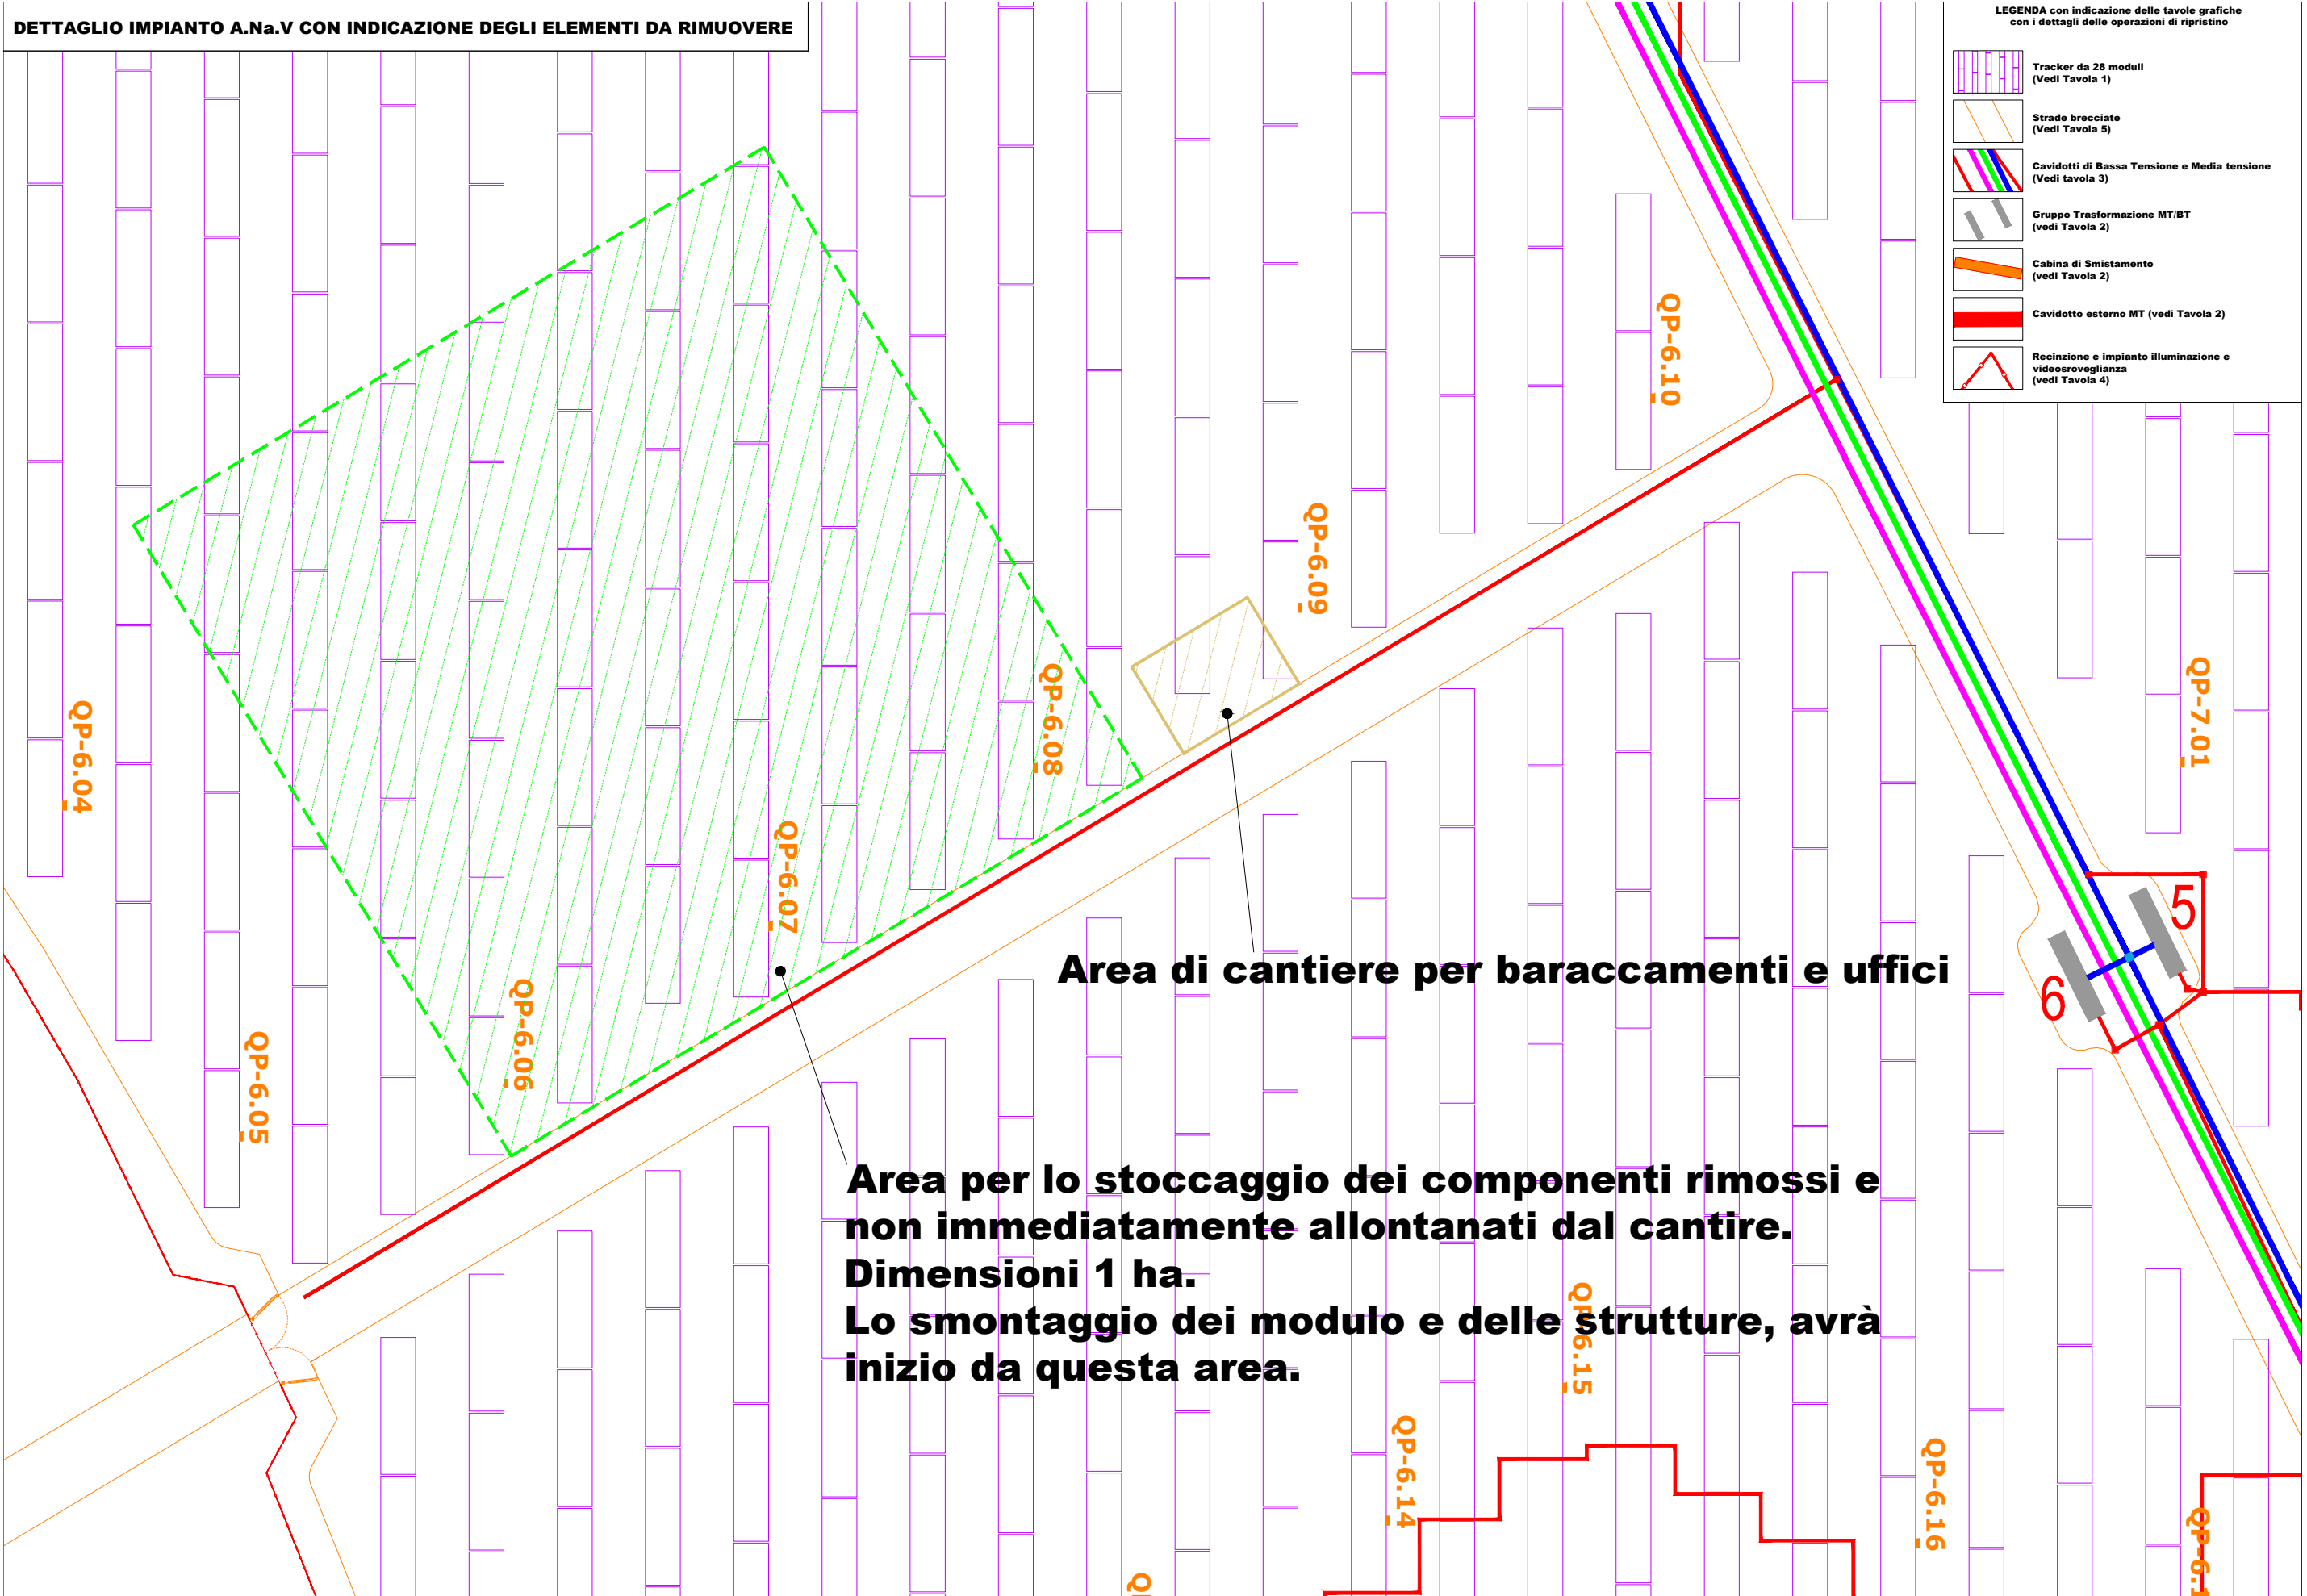 DETTAGLIO IMPIANTO A.Na.V CON INDICAZIONE DEGLI ELEMENTI DA RIMUOVERE
LEGENDA con indicazione delle tavole grafiche
con i dettagli delle operazioni di ripristino
Tracker da 28 moduli
(Vedi Tavola 1)
Strade brecciate
(Vedi Tavola 5)
Cavidotti di Bassa Tensione e Media tensione
(Vedi tavola 3)
Gruppo Trasformazione MT/BT
(vedi Tavola 2)
Cabina di Smistamento
(vedi Tavola 2)
Cavidotto esterno MT (vedi Tavola 2)
Recinzione e impianto illuminazione e
videosroveglianza
(vedi Tavola 4)
QP-6.10
QP-6.09
QP-6.08
QP-7.01
QP-6.04
QP-6.07
QP-6.06
QP-6.05
5
6
Area di cantiere per baraccamenti e uffici
Area per lo stoccaggio dei componenti rimossi e
non immediatamente allontanati dal cantire.
Dimensioni 1 ha.
Lo smontaggio dei modulo e delle strutture, avrà
inizio da questa area.
QP-6.15
QP-6.14
QP-6.16